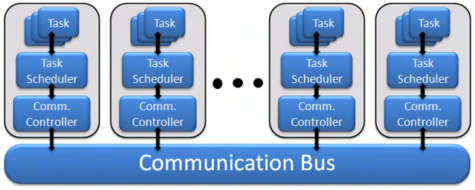 Task
Task
Scheduler
Comm.
Controller
Task
Task
Scheduler
Comm.
Controller
Task
Task
Scheduler
Comm.
Controller
Task
Task
Scheduler
Comm.
Controller
Communication Bus